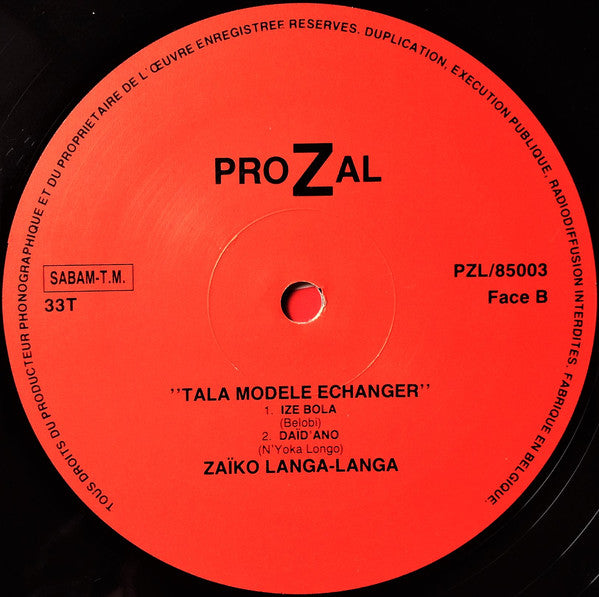 TOUS DROITS DU PRODUCTEUR PHONOGRAPHIQUE ET DU PROPRIETAIRE DE L'ŒUVRE ENREGISTREE RESERVES. DUPLICATION, EXECUTION PUBLIQUE, RADIODIFFUSION INTERDITES. FABRIQUE EN BELGIQUE.
PROZAL
SABAM-T.M.
33T
PZL/85003
Face B
’’TALA MODELE ECHANGER’’
1. IZE BOLA
(Belobi)
2. DAÏD'ANO
(N'Yoka Longo)
ZAÏKO LANGA-LANGA